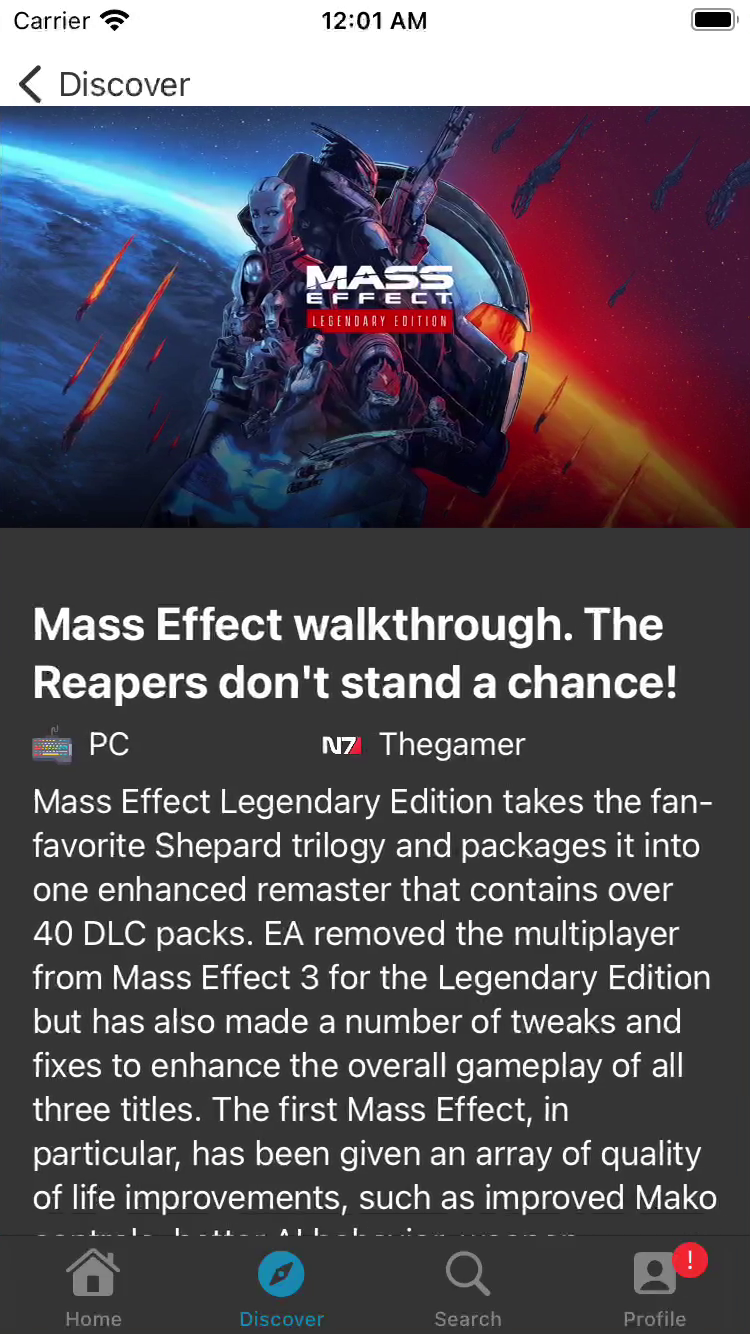 Carrier 12:01 AM
Discover
MASS
EFFECT
LEGENDARY EDITION
Mass Effect walkthrough. The
Reapers don't stand a chance!
PC N7 Thegamer
Mass Effect Legendary Edition takes the fan-
favorite Shepard trilogy and packages it into
one enhanced remaster that contains over
40 DLC packs. EA removed the multiplayer
from Mass Effect 3 for the Legendary Edition
but has also made a number of tweaks and
fixes to enhance the overall gameplay of all
three titles. The first Mass Effect, in
particular, has been given an array of quality
of life improvements, such as improved Mako
controls, better AI behavior, weapon
!
Home Discover Search Profile